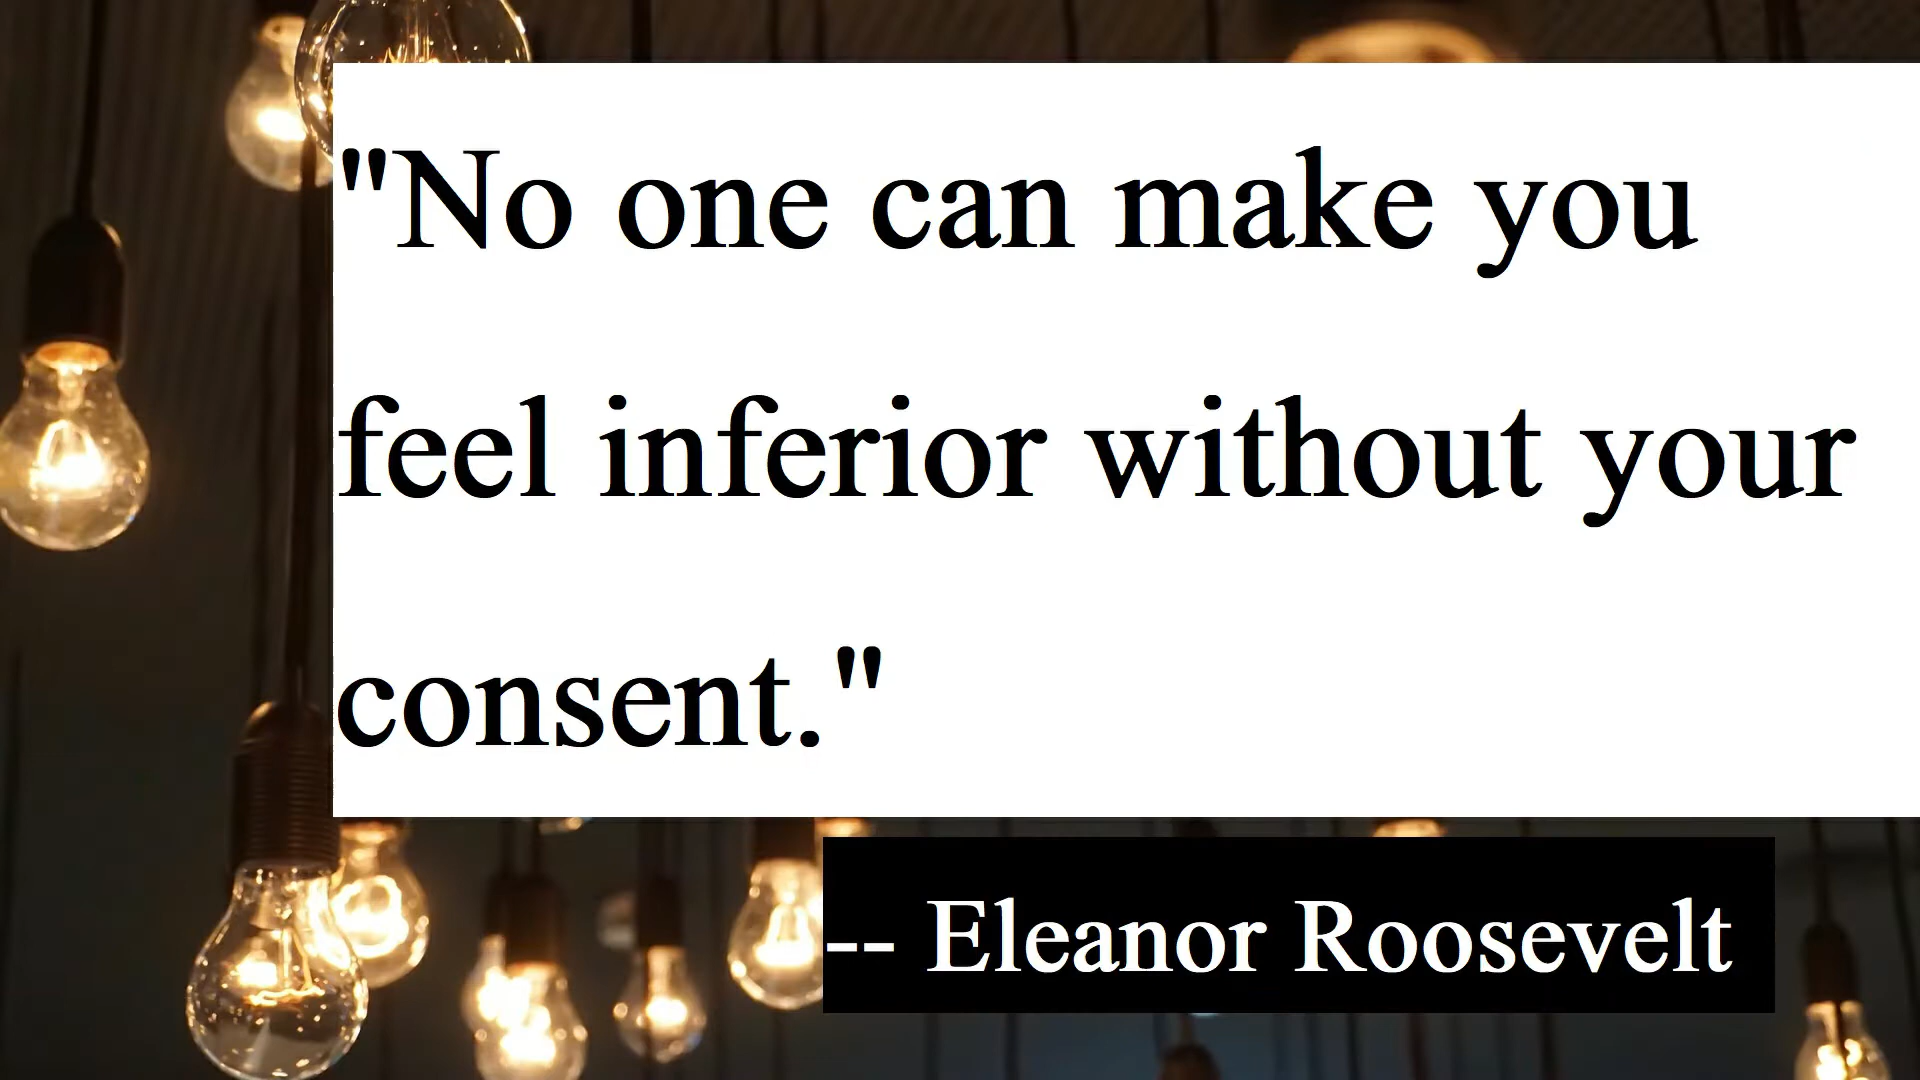 "No one can make you
feel inferior without your
consent."
-- Eleanor Roosevelt